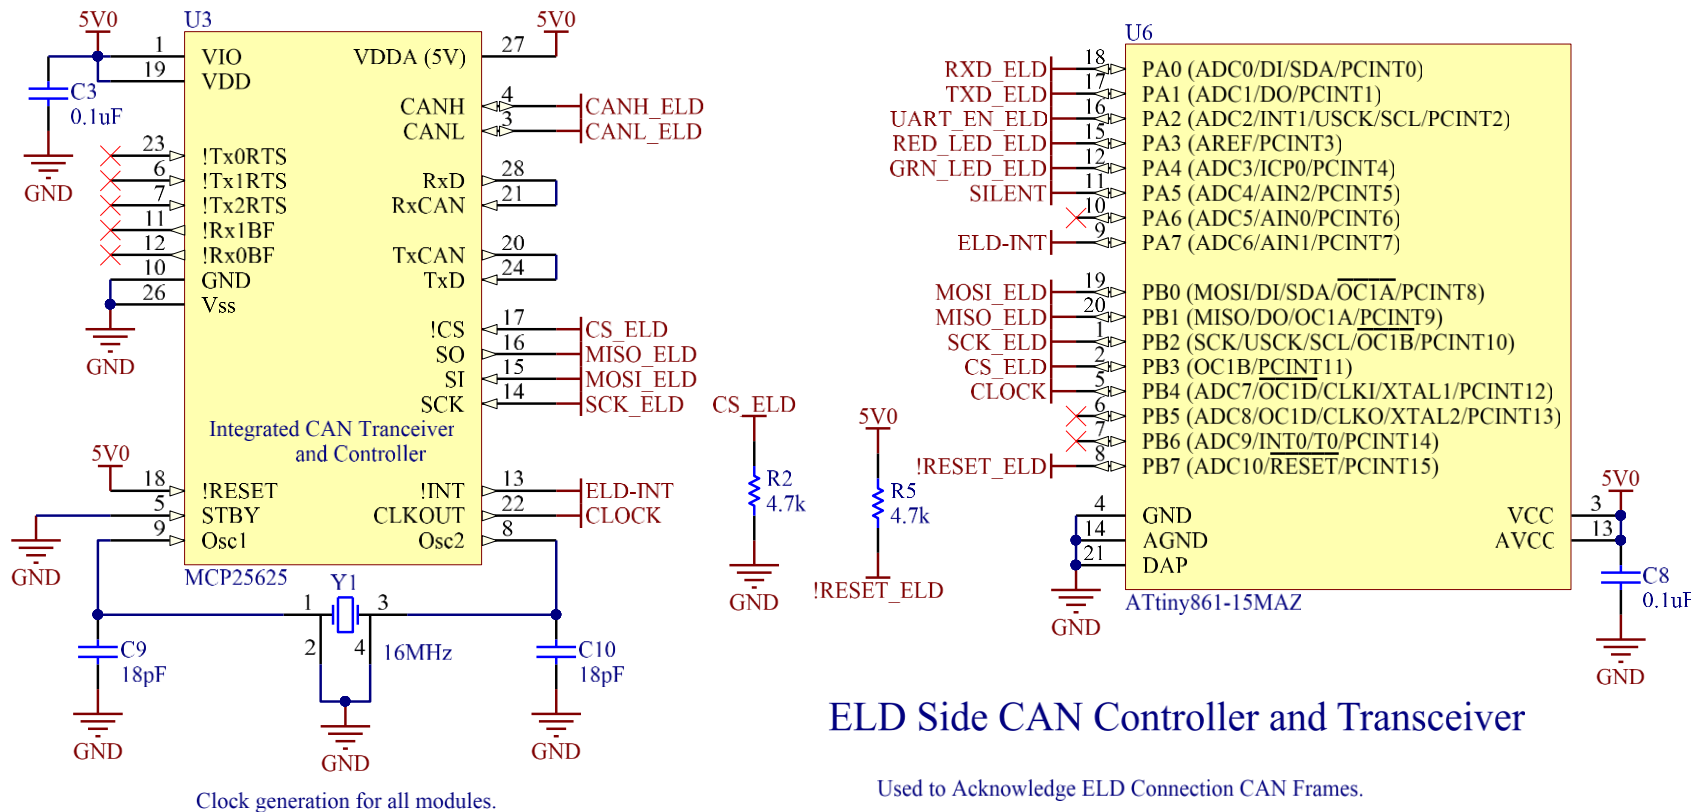 5V0
U3
5V0
1 VIO
19 VDD
VDDA (5V) 27
C3
0.1uF
GND
CANH 4 CANH_ELD
CANL 3 CANL_ELD
23 !Tx0RTS
6 !Tx1RTS
7 !Tx2RTS
11 !Rx1BF
12 !Rx0BF
10 GND
26 Vss
GND
RxD 28
RxCAN 21
TxCAN 20
TxD 24
!CS 17 CS_ELD
SO 16 MISO_ELD
SI 15 MOSI_ELD
SCK 14 SCK_ELD
Integrated CAN Tranceiver
and Controller
5V0
18 !RESET
5 STBY
9 Osc1
GND
!INT 13 ELD-INT
CLKOUT 22 CLOCK
Osc2 8
MCP25625
Y1
1 3
2 4
16MHz
C9
18pF
GND
GND
C10
18pF
GND
Clock generation for all modules.
CS_ELD
R2
4.7k
GND
5V0
R5
4.7k
!RESET_ELD
U6
RXD_ELD 18 PA0 (ADC0/DI/SDA/PCINT0)
TXD_ELD 17 PA1 (ADC1/DO/PCINT1)
UART_EN_ELD 16 PA2 (ADC2/INT1/USCK/SCL/PCINT2)
RED_LED_ELD 15 PA3 (AREF/PCINT3)
GRN_LED_ELD 12 PA4 (ADC3/ICP0/PCINT4)
SILENT 11 PA5 (ADC4/AIN2/PCINT5)
10 PA6 (ADC5/AIN0/PCINT6)
ELD-INT 9 PA7 (ADC6/AIN1/PCINT7)
MOSI_ELD 19 PB0 (MOSI/DI/SDA/OC1A/PCINT8)
MISO_ELD 20 PB1 (MISO/DO/OC1A/PCINT9)
SCK_ELD 1 PB2 (SCK/USCK/SCL/OC1B/PCINT10)
CS_ELD 2 PB3 (OC1B/PCINT11)
CLOCK 5 PB4 (ADC7/OC1D/CLKI/XTAL1/PCINT12)
6 PB5 (ADC8/OC1D/CLKO/XTAL2/PCINT13)
7 PB6 (ADC9/INT0/T0/PCINT14)
!RESET_ELD 8 PB7 (ADC10/RESET/PCINT15)
4 GND
14 AGND
21 DAP
GND
5V0
VCC 3
AVCC 13
C8
0.1uF
GND
ATtiny861-15MAZ
ELD Side CAN Controller and Transceiver
Used to Acknowledge ELD Connection CAN Frames.